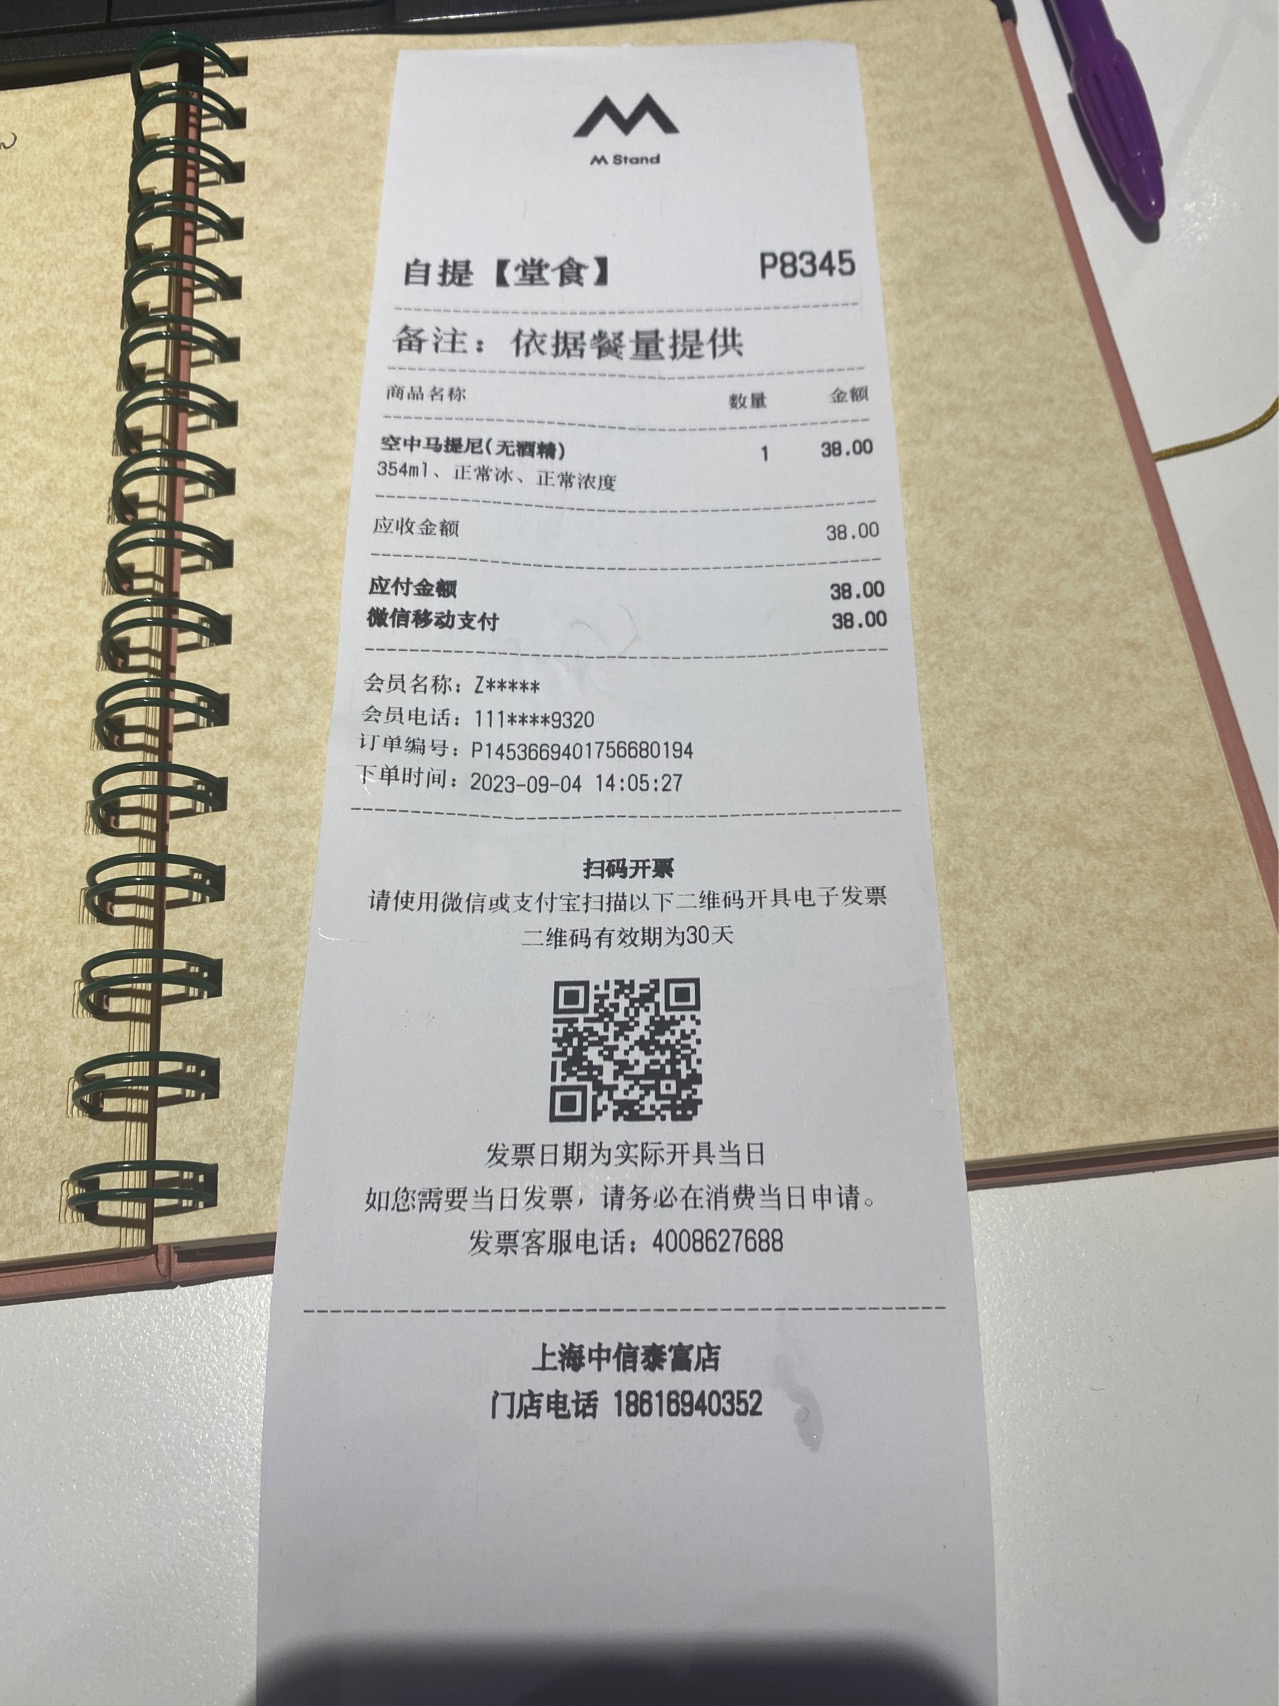 M Stand
自提【堂食】 P8345
备注：依据餐量提供
商品名称 数量 金额
空中马提尼(无酒精) 1 38.00
354ml、正常冰、正常浓度
应收金额 38.00
应付金额 38.00
微信移动支付 38.00
会员名称：Z*****
会员电话：111****9320
订单编号：P1453669401756680194
下单时间：2023-09-04 14:05:27
扫码开票
请使用微信或支付宝扫描以下二维码开具电子发票
二维码有效期为30天
发票日期为实际开具当日
如您需要当日发票，请务必在消费当日申请。
发票客服电话：4008627688
上海中信泰富店
门店电话 18616940352